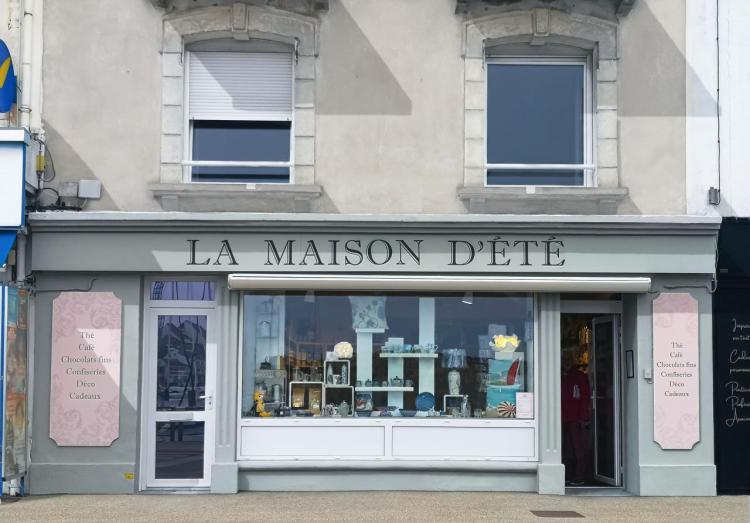 LA MAISON D'ÉTÉ
Thé
Café
Chocolats fins
Confiseries
Déco
Cadeaux
Thé
Café
Chocolats fins
Confiseries
Déco
Cadeaux